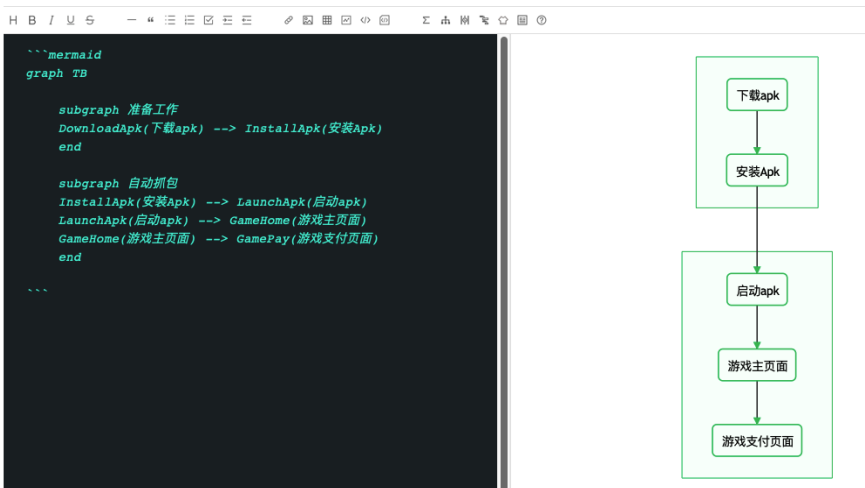 ```mermaid
graph TB
subgraph 准备工作
DownloadApk(下载apk) --> InstallApk(安装Apk)
end
subgraph 自动抓包
InstallApk(安装Apk) --> LaunchApk(启动apk)
LaunchApk(启动apk) --> GameHome(游戏主页面)
GameHome(游戏主页面) --> GamePay(游戏支付页面)
end
```
下载apk
安装Apk
启动apk
游戏主页面
游戏支付页面